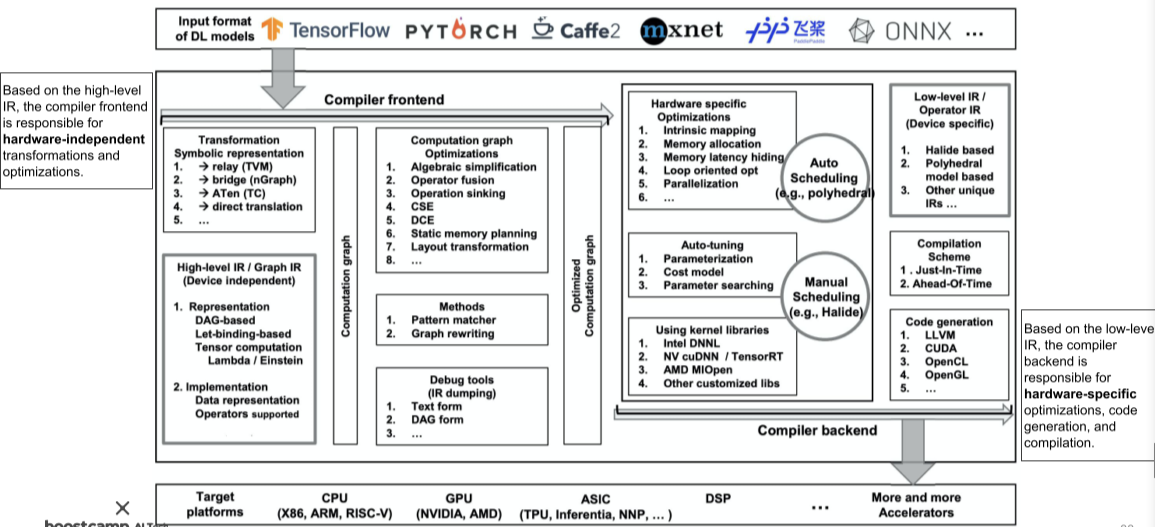 Input format
of DL models
TensorFlow
PYTORCH
Caffe2
mxnet
飞桨
PaddlePaddle
ONNX
...
Based on the high-level
IR, the compiler frontend
is responsible for
hardware-independent
transformations and
optimizations.
Compiler frontend
Transformation
Symbolic representation
1. → relay (TVM)
2. → bridge (nGraph)
3. → ATen (TC)
4. → direct translation
5. ...
High-level IR / Graph IR
(Device independent)
1. Representation
DAG-based
Let-binding-based
Tensor computation
Lambda / Einstein
2. Implementation
Data representation
Operators supported
Computation graph
Computation graph
Optimizations
1. Algebraic simplification
2. Operator fusion
3. Operation sinking
4. CSE
5. DCE
6. Static memory planning
7. Layout transformation
8. ...
Methods
1. Pattern matcher
2. Graph rewriting
Debug tools
(IR dumping)
1. Text form
2. DAG form
3. ...
Optimized
Computation graph
Hardware specific
Optimizations
1. Intrinsic mapping
2. Memory allocation
3. Memory latency hiding
4. Loop oriented opt
5. Parallelization
6. ...
Auto
Scheduling
(e.g., polyhedral)
Auto-tuning
1. Parameterization
2. Cost model
3. Parameter searching
Manual
Scheduling
(e.g., Halide)
Using kernel libraries
1. Intel DNNL
2. NV cuDNN / TensorRT
3. AMD MIOpen
4. Other customized libs
Low-level IR /
Operator IR
(Device specific)
1. Halide based
2. Polyhedral
model based
3. Other unique
IRs ...
Compilation
Scheme
1 . Just-In-Time
2. Ahead-Of-Time
Code generation
1. LLVM
2. CUDA
3. OpenCL
4. OpenGL
5. ...
Compiler backend
Based on the low-leve
IR, the compiler
backend is
responsible for
hardware-specific
optimizations, code
generation, and
compilation.
Target
platforms
CPU
(X86, ARM, RISC-V)
GPU
(NVIDIA, AMD)
ASIC
(TPU, Inferentia, NNP, ... )
DSP
...
More and more
Accelerators
boostcamp